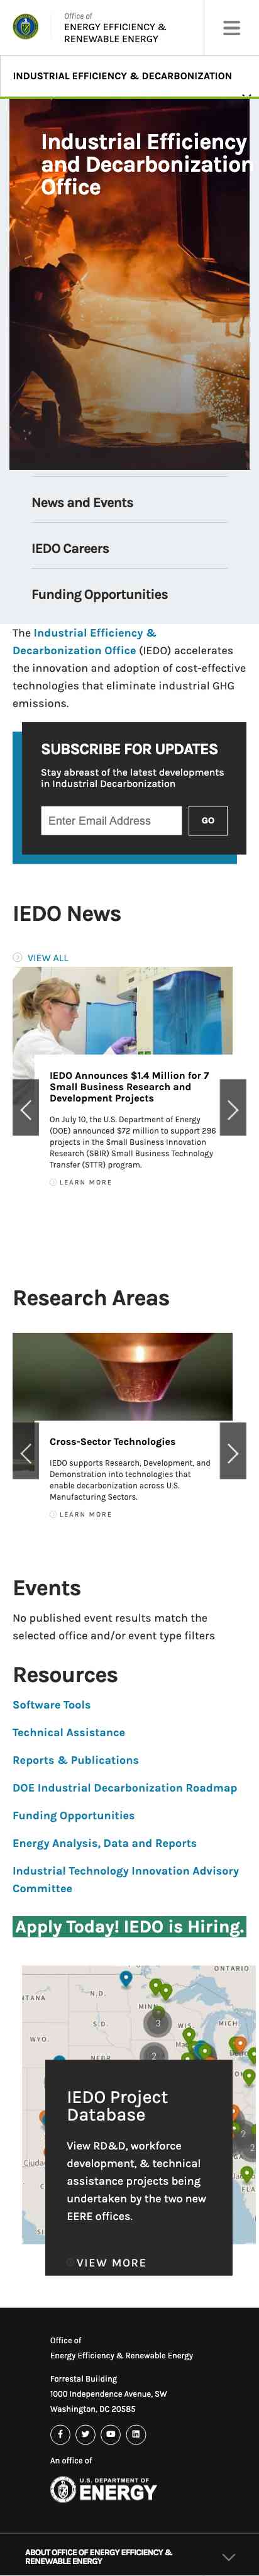 Office of
ENERGY EFFICIENCY &
RENEWABLE ENERGY
INDUSTRIAL EFFICIENCY & DECARBONIZATION
Industrial Efficiency
and Decarbonization
Office
News and Events
IEDO Careers
Funding Opportunities
The Industrial Efficiency &
Decarbonization Office (IEDO) accelerates
the innovation and adoption of cost-effective
technologies that eliminate industrial GHG
emissions.
SUBSCRIBE FOR UPDATES
Stay abreast of the latest developments
in Industrial Decarbonization
Enter Email Address
GO
IEDO News
VIEW ALL
IEDO Announces $1.4 Million for 7
Small Business Research and
Development Projects
On July 10, the U.S. Department of Energy
(DOE) announced $72 million to support 296
projects in the Small Business Innovation
Research (SBIR) Small Business Technology
Transfer (STTR) program.
LEARN MORE
Research Areas
Cross-Sector Technologies
IEDO supports Research, Development, and
Demonstration into technologies that
enable decarbonization across U.S.
Manufacturing Sectors.
LEARN MORE
Events
No published event results match the
selected office and/or event type filters
Resources
Software Tools
Technical Assistance
Reports & Publications
DOE Industrial Decarbonization Roadmap
Funding Opportunities
Energy Analysis, Data and Reports
Industrial Technology Innovation Advisory
Committee
Apply Today! IEDO is Hiring.
ONTARIO
N.D.
S.D.
WYO.
MICH
WIS.
NEBR
3
2
IEDO Project
Database
View RD&D, workforce
development, & technical
assistance projects being
undertaken by the two new
EERE offices.
VIEW MORE
Office of
Energy Efficiency & Renewable Energy
Forrestal Building
1000 Independence Avenue, SW
Washington, DC 20585
An office of
U.S. DEPARTMENT OF
ENERGY
ABOUT OFFICE OF ENERGY EFFICIENCY &
RENEWABLE ENERGY